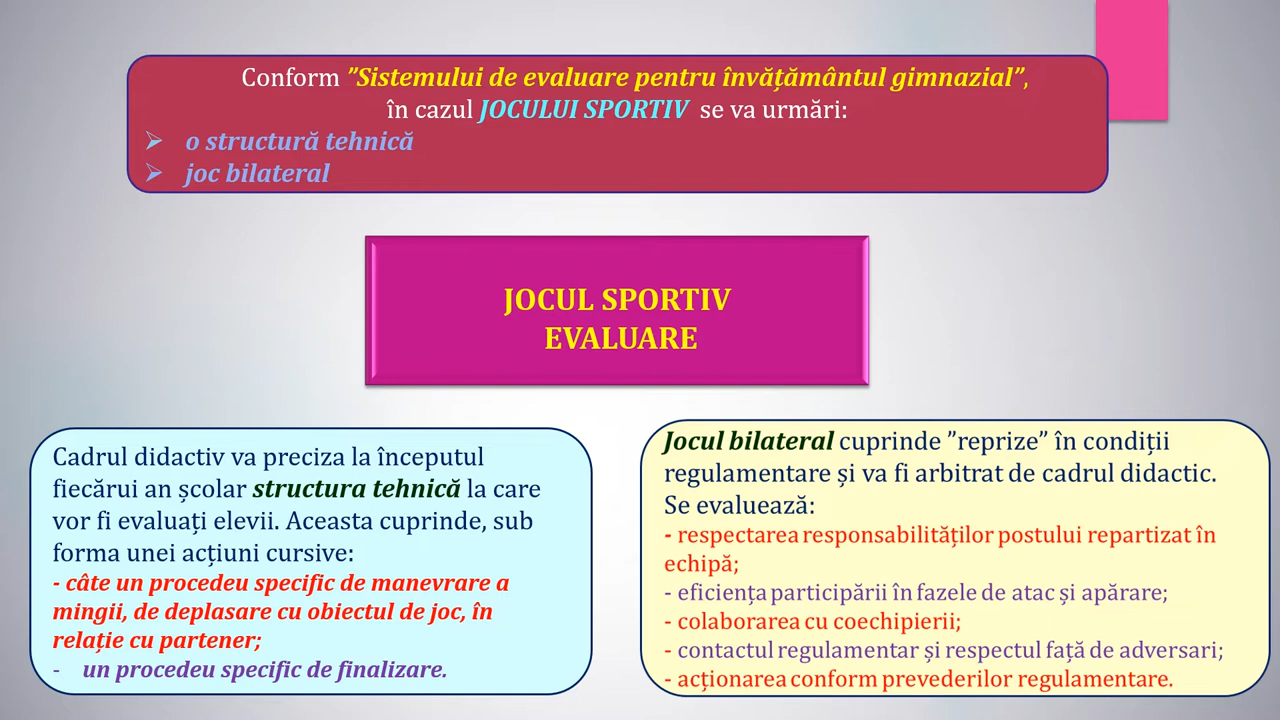 Conform ”Sistemului de evaluare pentru învățământul gimnazial”,
în cazul JOCULUI SPORTIV se va urmări:
➢ o structură tehnică
➢ joc bilateral
JOCUL SPORTIV
EVALUARE
Cadrul didactiv va preciza la începutul
fiecărui an școlar structura tehnică la care
vor fi evaluați elevii. Aceasta cuprinde, sub
forma unei acțiuni cursive:
- câte un procedeu specific de manevrare a
mingii, de deplasare cu obiectul de joc, în
relație cu partener;
- un procedeu specific de finalizare.
Jocul bilateral cuprinde ”reprize” în condiții
regulamentare și va fi arbitrat de cadrul didactic.
Se evaluează:
- respectarea responsabilităților postului repartizat în
echipă;
- eficiența participării în fazele de atac și apărare;
- colaborarea cu coechipierii;
- contactul regulamentar și respectul față de adversari;
- acționarea conform prevederilor regulamentare.